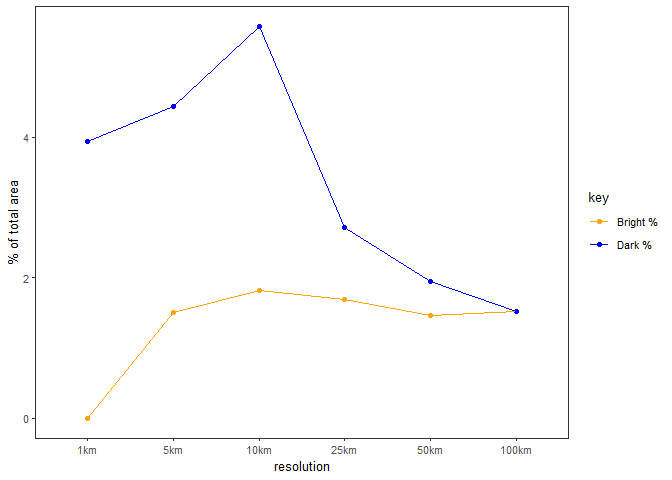 % of total area
4
2
0
1km 5km 10km 25km 50km 100km
resolution
key
Bright %
Dark %